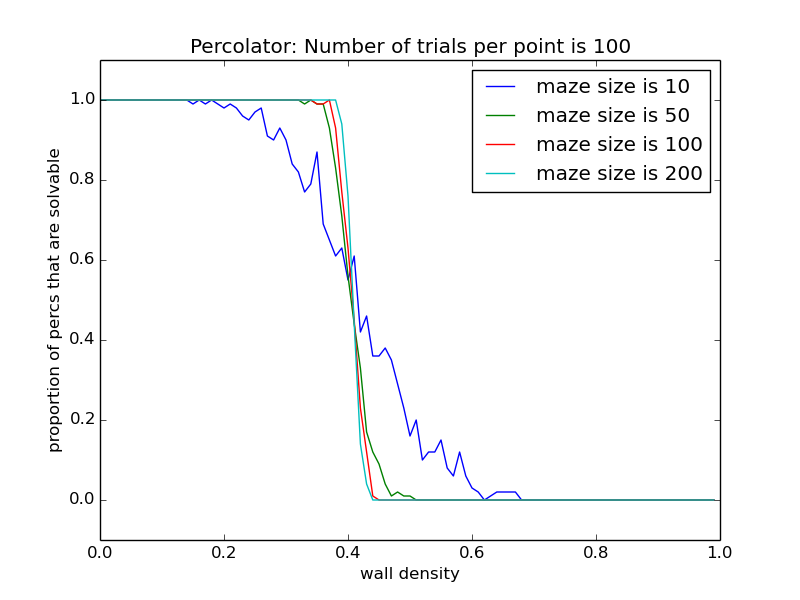 Percolator: Number of trials per point is 100
maze size is 10
maze size is 50
maze size is 100
maze size is 200
proportion of percs that are solvable
1.0
0.8
0.6
0.4
0.2
0.0
0.0 0.2 0.4 0.6 0.8 1.0
wall density